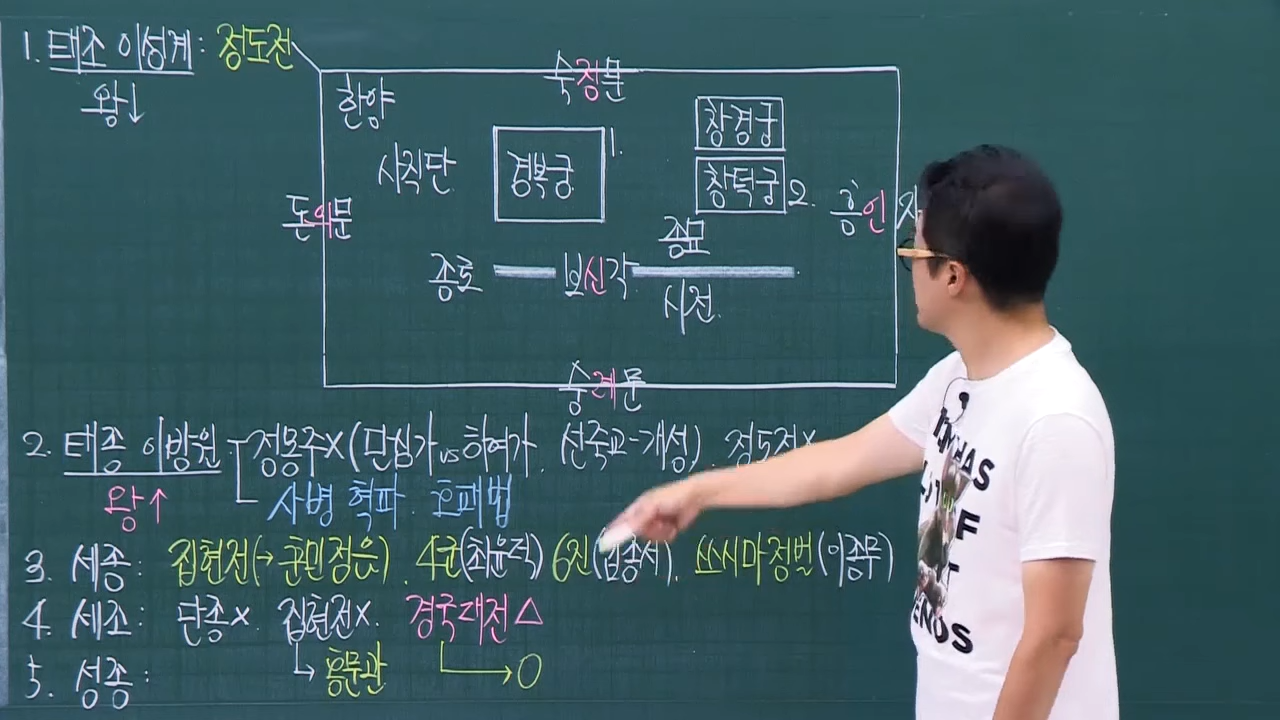 1. 태조 이성계 : 정도전
왕↓
한양
숙정문
창경궁
사직단
경복궁 1.
창덕궁 2.
돈의문
흥인지
종묘
종로
보신각
시전
숭례문
2. 태종 이방원 정몽주× (단심가 vs 하여가. 선죽교-개성). 정도전×
왕↑ 사병 혁파. 호패법
3. 세종: 집현전(→훈민정음). 4군(최윤덕) 6진(김종서). 쓰시마정벌(이종무)
4. 세조: 단종×. 집현전×. 경국대전△
5. 성종: ↳홍문관 →○